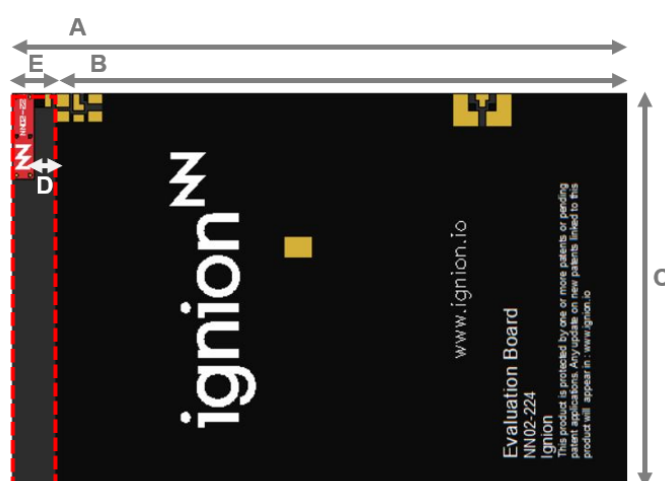 A
E
B
NN02-22
D
C
ignion
www.ignion.io
Evaluation Board
NN02-224
Ignion
This product is protected by one or more patents or pending
patent applications. Any update on new patents linked to this
product will appear in : www.ignion.io